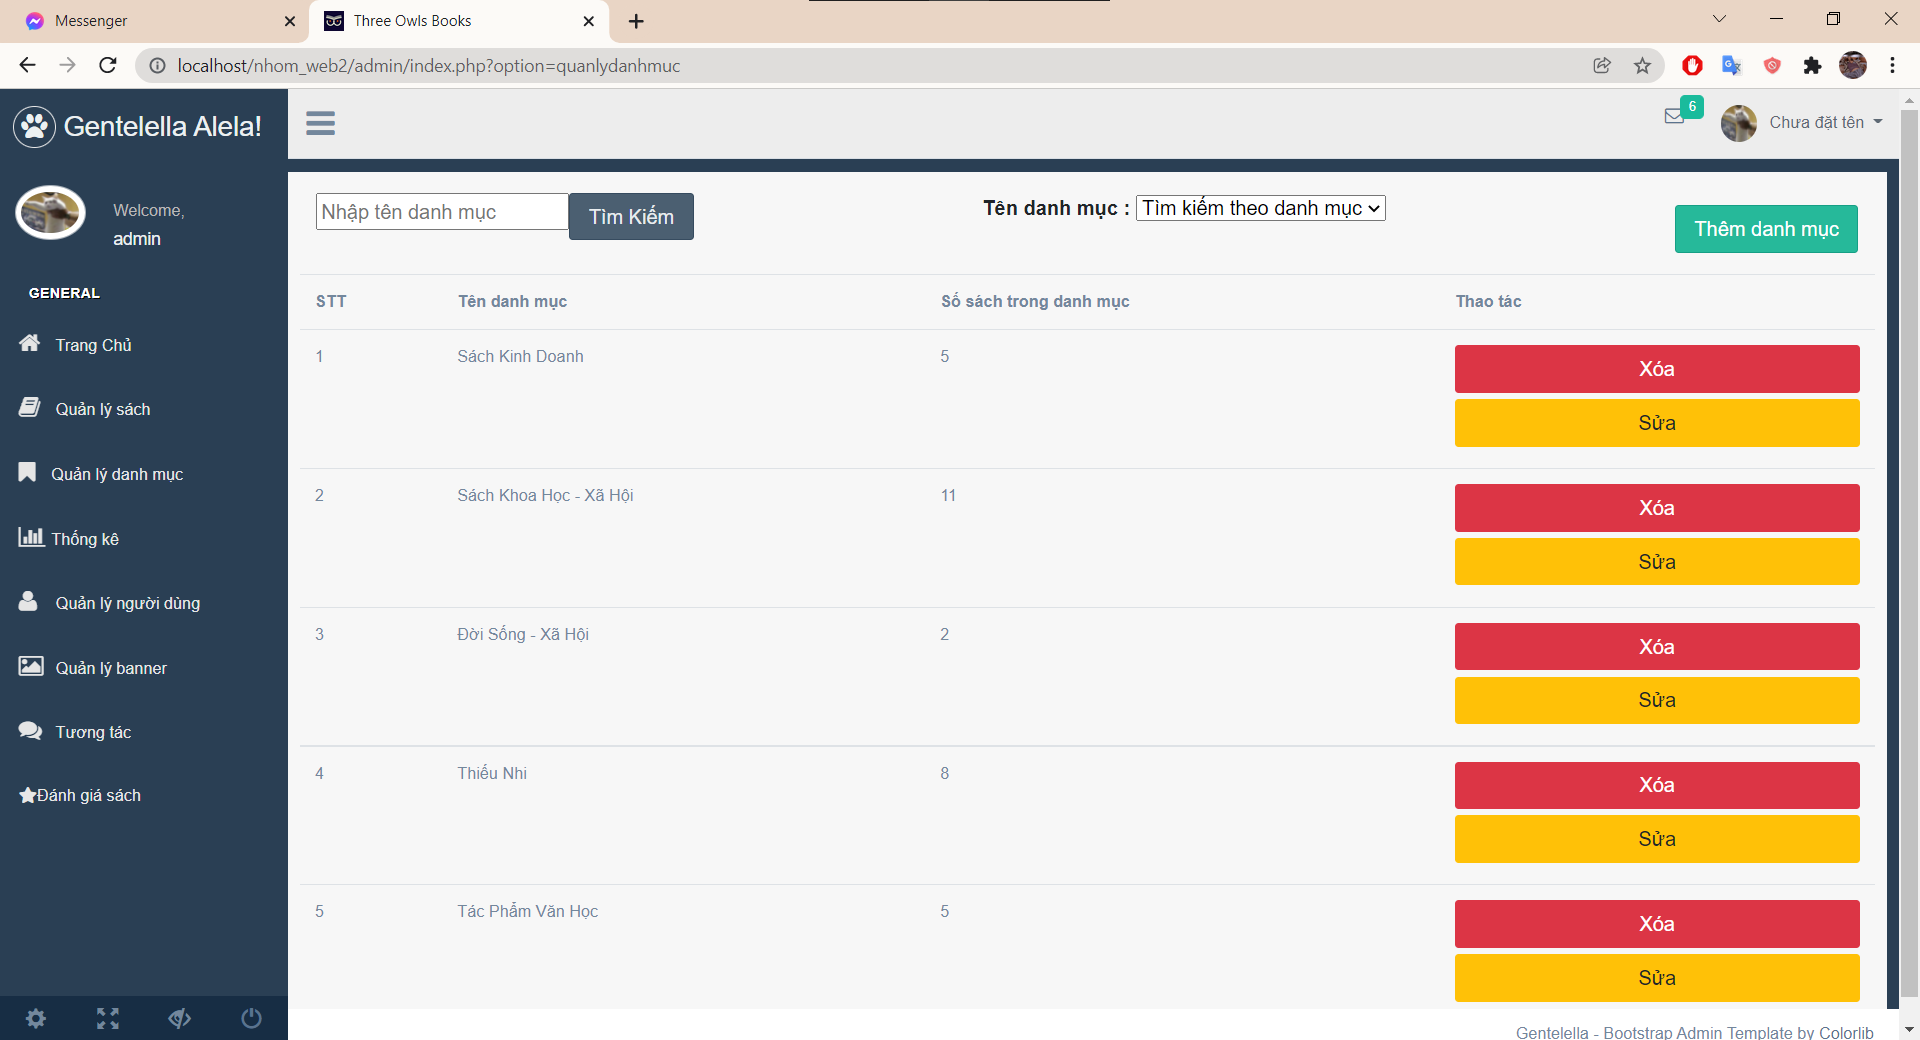 Messenger
Three Owls Books
localhost/nhom_web2/admin/index.php?option=quanlydanhmuc
Gentelella Alela!
6
Chưa đặt tên
Welcome,
admin
Nhập tên danh mục
Tìm Kiếm
Tên danh mục :
Tìm kiếm theo danh mục
Thêm danh mục
GENERAL
Trang Chủ
Quản lý sách
Quản lý danh mục
Thống kê
Quản lý người dùng
Quản lý banner
Tương tác
Đánh giá sách
STT Tên danh mục Số sách trong danh mục Thao tác
1 Sách Kinh Doanh 5
Xóa
Sửa
2 Sách Khoa Học - Xã Hội 11
Xóa
Sửa
3 Đời Sống - Xã Hội 2
Xóa
Sửa
4 Thiếu Nhi 8
Xóa
Sửa
5 Tác Phẩm Văn Học 5
Xóa
Sửa
Gentelella - Bootstrap Admin Template by Colorlib